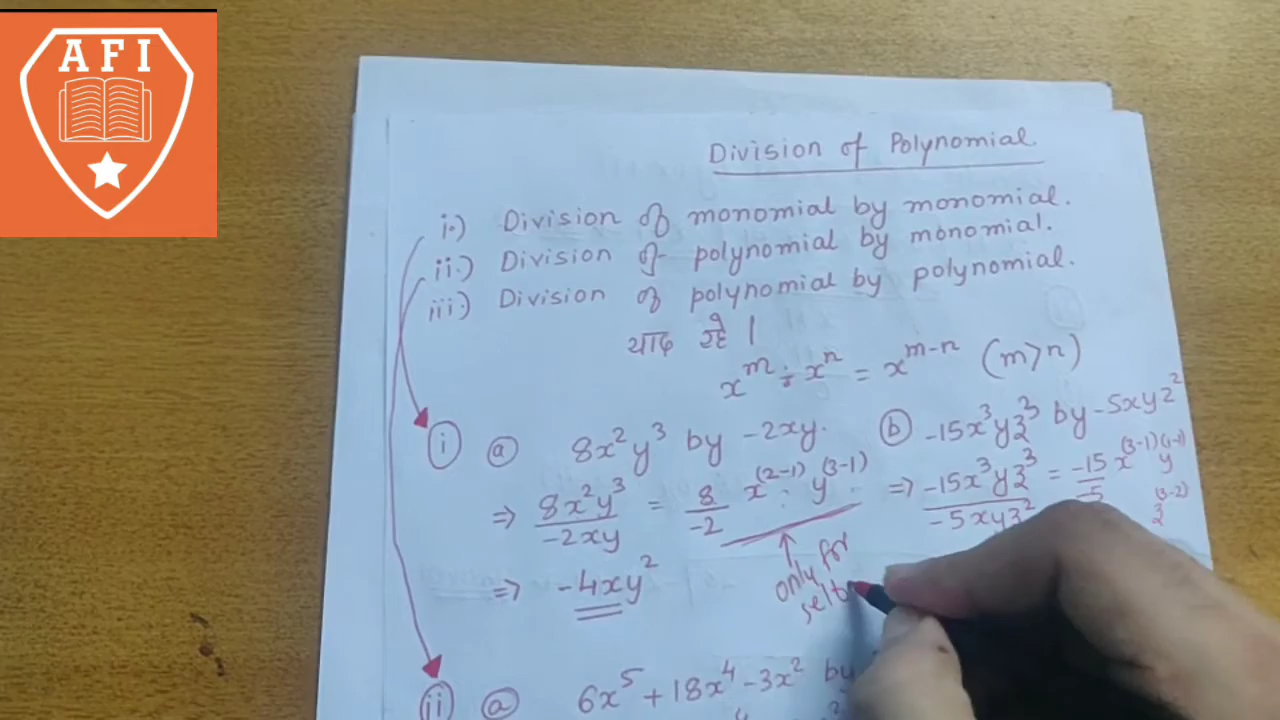 AFI
Division of Polynomial
i.) Division of monomial by monomial.
ii.) Division of polynomial by monomial.
iii) Division of polynomial by polynomial.
याद रहे।
x^m ÷ x^n = x^(m-n) (m>n)
i a 8x²y³ by -2xy.
⇒ 8x²y³/-2xy = 8/-2 x^(2-1) . y^(3-1)
⇒ -4xy²
only for
self
b -15x³yz³ by -5xyz²
⇒ -15x³yz³/-5xyz² = -15/-5 x^(3-1) y^(1-1)
z^(3-2)
ii a 6x⁵ + 18x⁴ - 3x² by